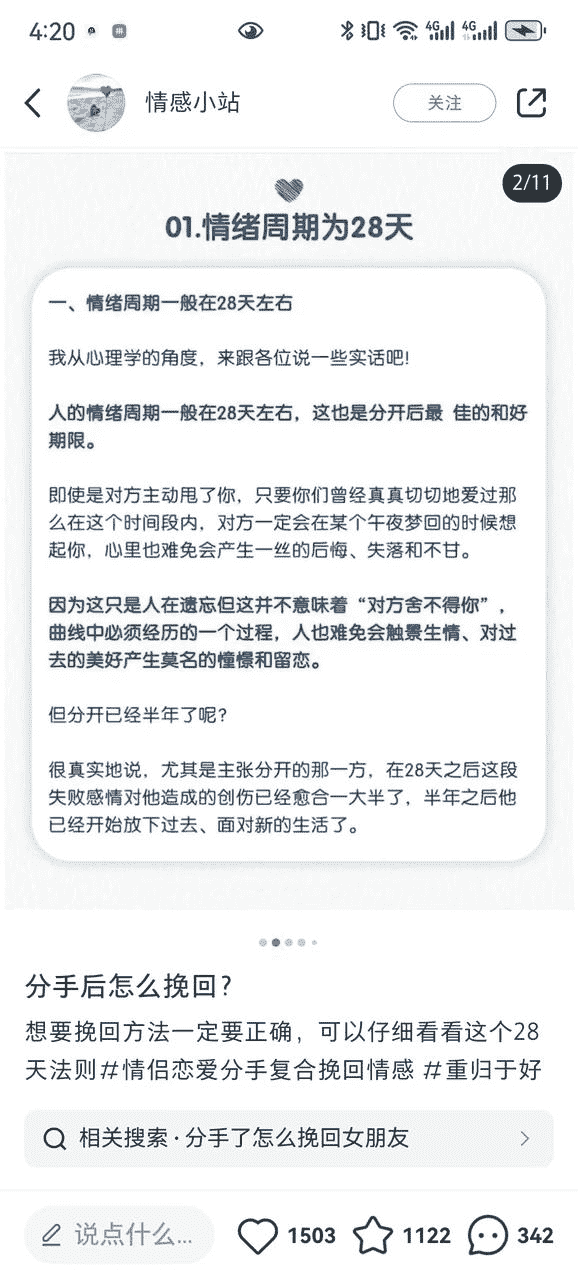 4:20
4G
4G
情感小站
关注
2/11
01.情绪周期为28天
一、情绪周期一般在28天左右
我从心理学的角度，来跟各位说一些实话吧!
人的情绪周期一般在28天左右，这也是分开后最 佳的和好
期限。
即使是对方主动甩了你，只要你们曾经真真切切地爱过那
么在这个时间段内，对方一定会在某个午夜梦回的时候想
起你，心里也难免会产生一丝的后悔、失落和不甘。
因为这只是人在遗忘但这并不意味着“对方舍不得你”，
曲线中必须经历的一个过程，人也难免会触景生情、对过
去的美好产生莫名的憧憬和留恋。
但分开已经半年了呢?
很真实地说，尤其是主张分开的那一方，在28天之后这段
失败感情对他造成的创伤已经愈合一大半了，半年之后他
已经开始放下过去、面对新的生活了。
分手后怎么挽回?
想要挽回方法一定要正确，可以仔细看看这个28
天法则#情侣恋爱分手复合挽回情感 #重归于好
相关搜索·分手了怎么挽回女朋友
说点什么...
1503
1122
342